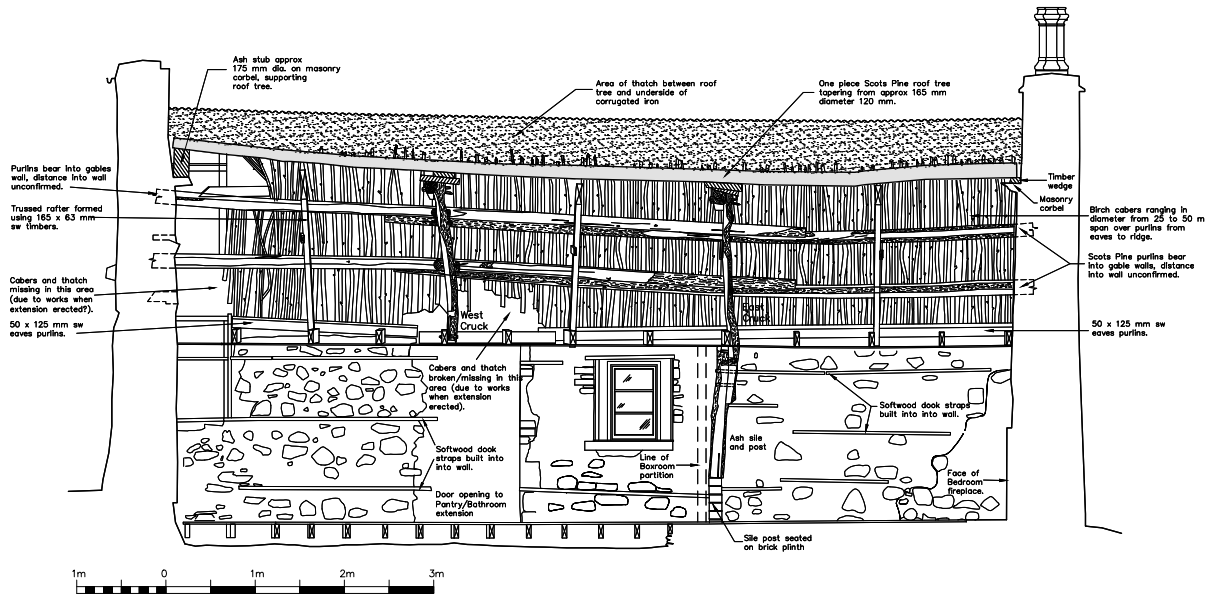 Ash stub approx
175 mm dia. on masonry
corbel, supporting
roof tree.
Area of thatch between roof
tree and underside of
corrugated iron
One piece Scots Pine roof tree
tapering from approx 165 mm
diameter 120 mm.
Purlins bear into gables
wall, distance into wall
unconfirmed.
Trussed rafter formed
using 165 x 63 mm
sw timbers.
Cabers and thatch
missing in this area
(due to works when
extension erected?).
50 x 125 mm sw
eaves purlins.
Timber
wedge
Masonry
corbel
Birch cabers ranging in
diameter from 25 to 50 m
span over purlins from
eaves to ridge.
Scots Pine purlins bear
into gable walls, distance
into wall unconfirmed.
50 x 125 mm sw
eaves purlins.
West
Cruck
East
Cruck
Cabers and thatch
broken/missing in this
area (due to works
when extension
erected).
Softwood dook
straps built into
into wall.
Door opening to
Pantry/Bathroom
extension
Line of
Boxroom
partition
Ash sile
and post
Softwood dook straps
built into into wall.
Face of
Bedroom
fireplace.
Sile post seated
on brick plinth
1m 0 1m 2m 3m